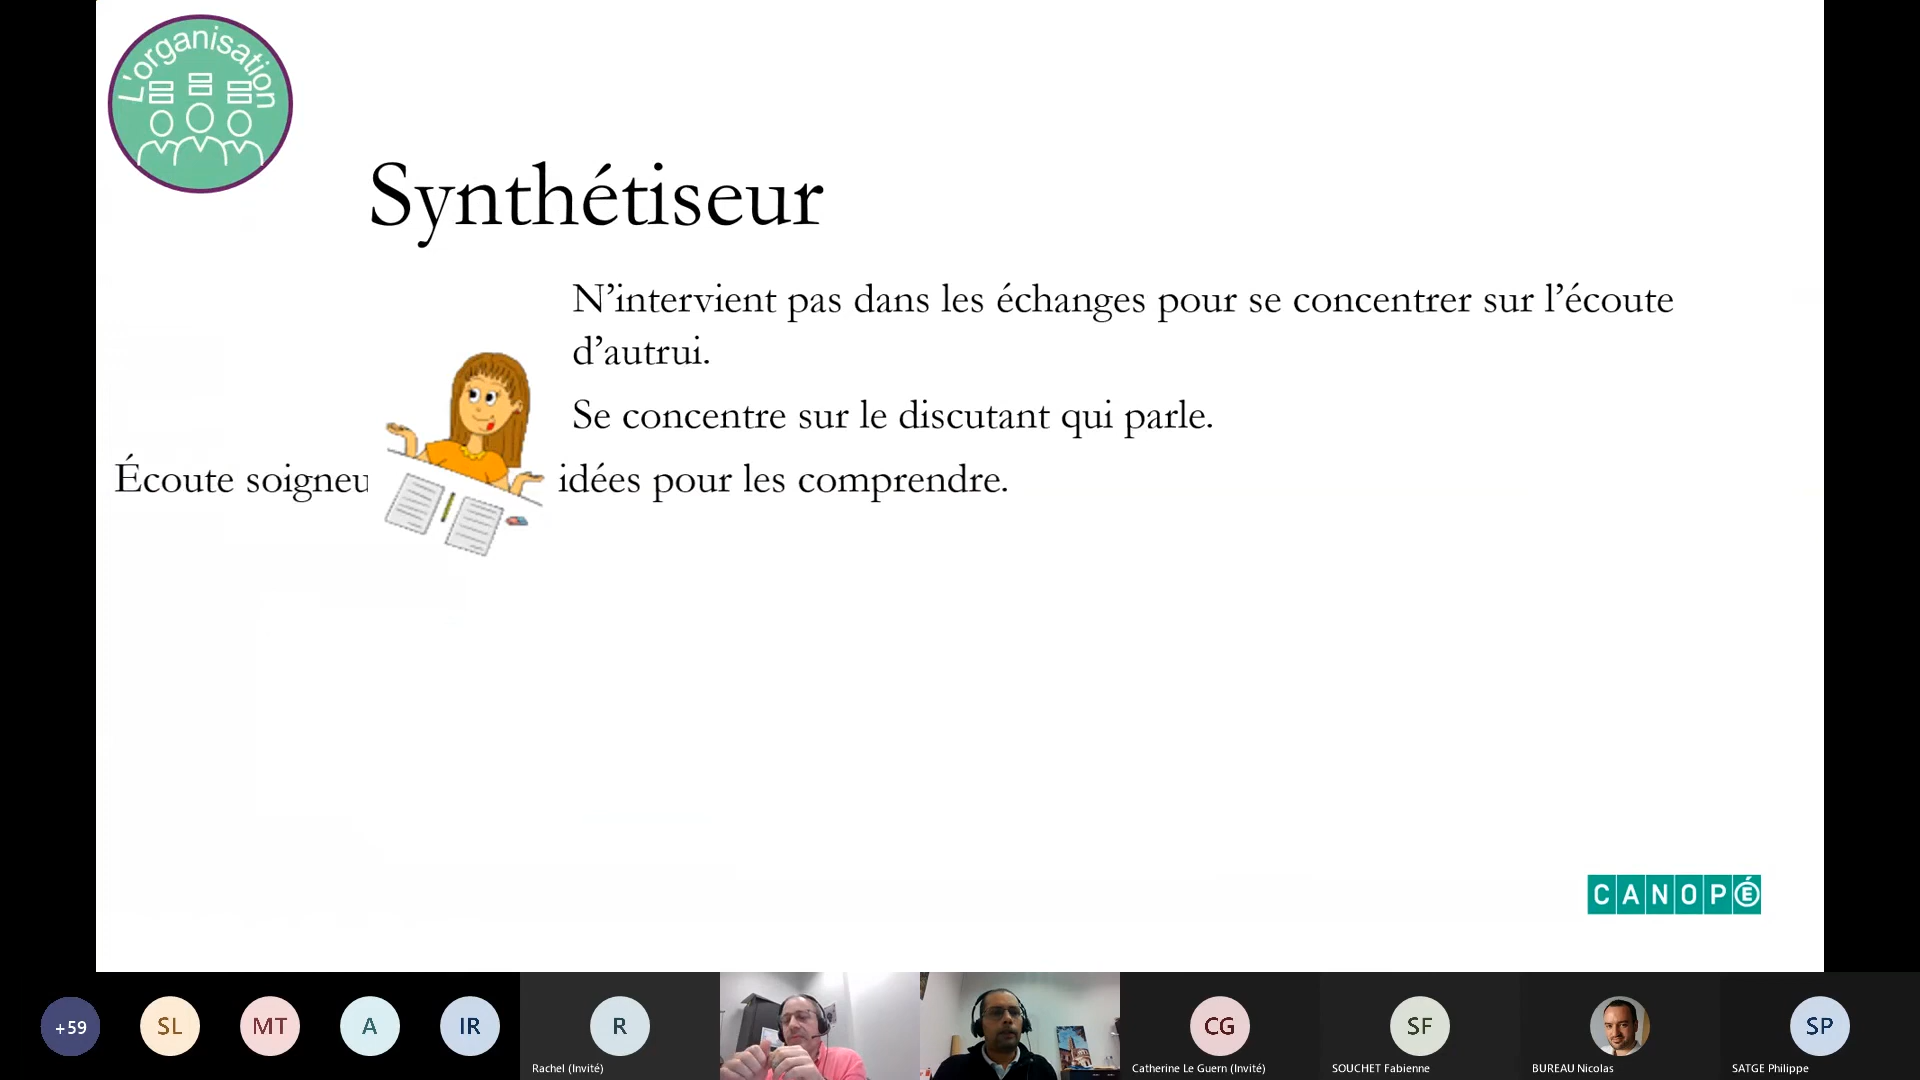 L'organisation
Synthétiseur
N’intervient pas dans les échanges pour se concentrer sur l’écoute
d’autrui.
Se concentre sur le discutant qui parle.
Écoute soigneu idées pour les comprendre.
CANOPÉ
+59
SL
MT
A
IR
R
CG
SF
SP
Rachel (Invité)
Catherine Le Guern (Invité)
SOUCHET Fabienne
BUREAU Nicolas
SATGE Philippe